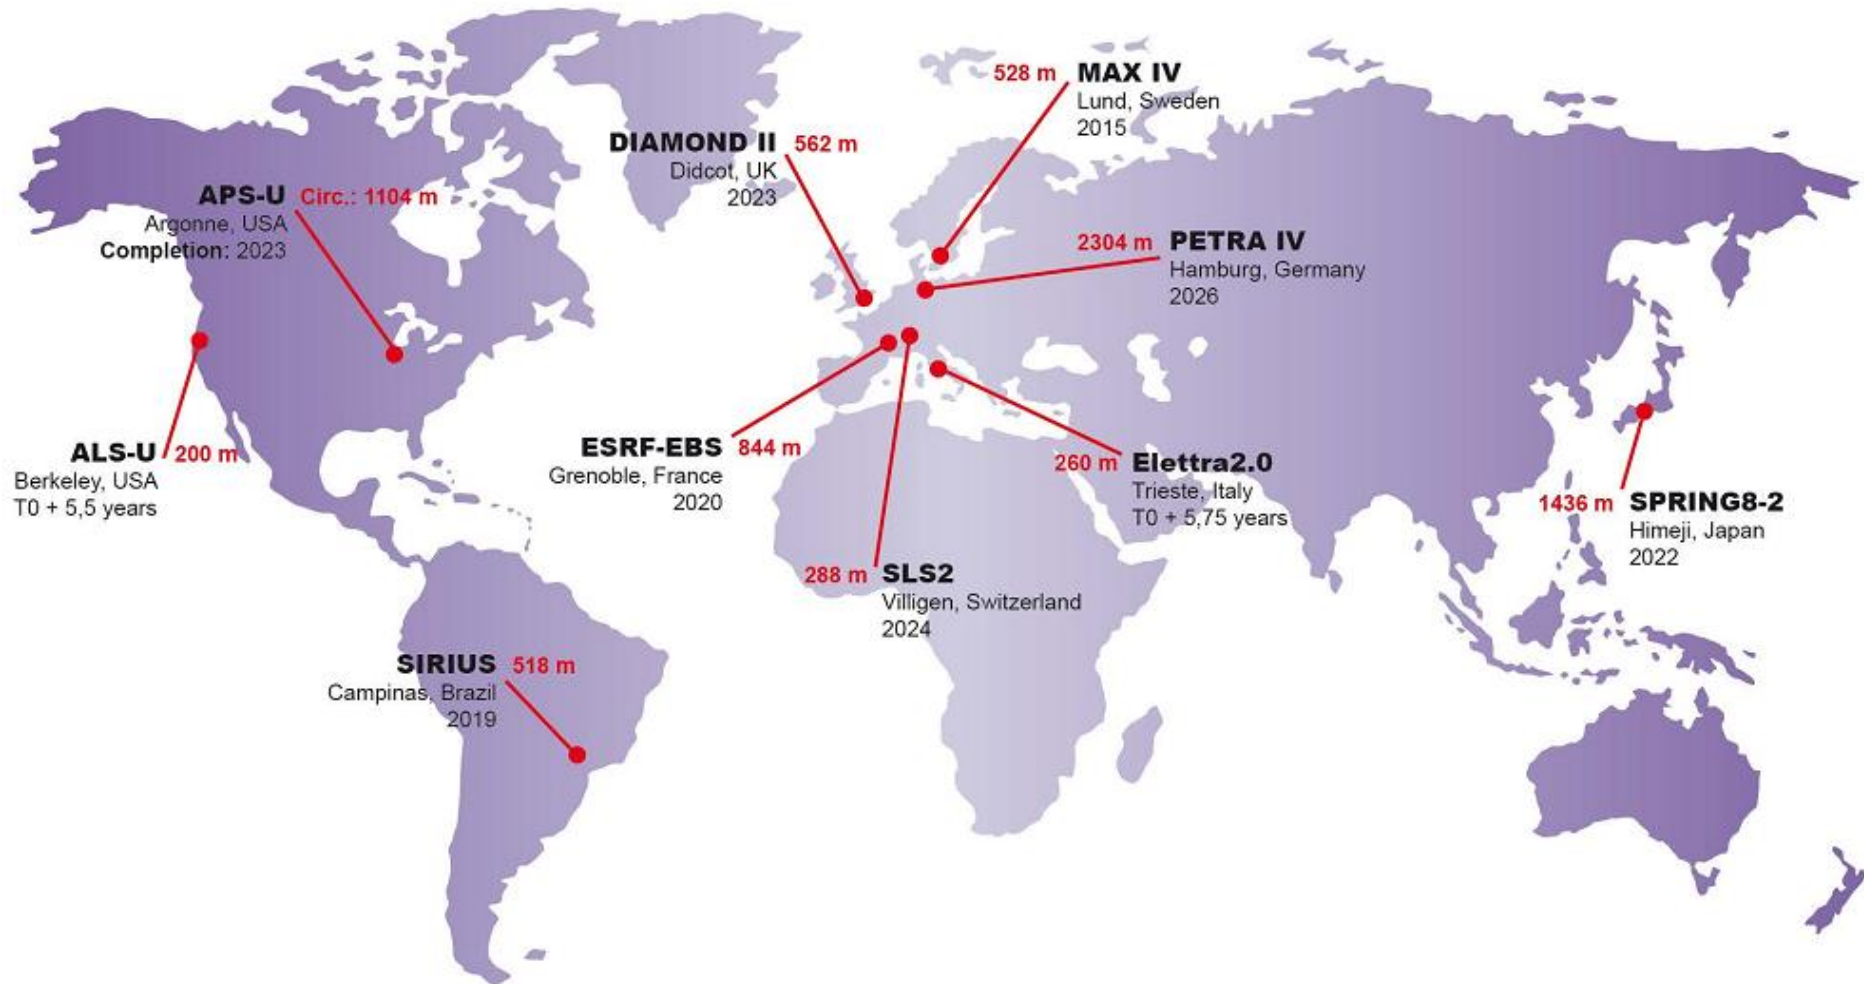 528 m MAX IV
Lund, Sweden
2015
DIAMOND II 562 m
Didcot, UK
2023
APS-U Circ.: 1104 m
Argonne, USA
Completion: 2023
2304 m PETRA IV
Hamburg, Germany
2026
ALS-U 200 m
Berkeley, USA
T0 + 5,5 years
ESRF-EBS 844 m
Grenoble, France
2020
260 m Elettra2.0
Trieste, Italy
T0 + 5,75 years
1436 m SPRING8-2
Himeji, Japan
2022
288 m SLS2
Villigen, Switzerland
2024
SIRIUS 518 m
Campinas, Brazil
2019